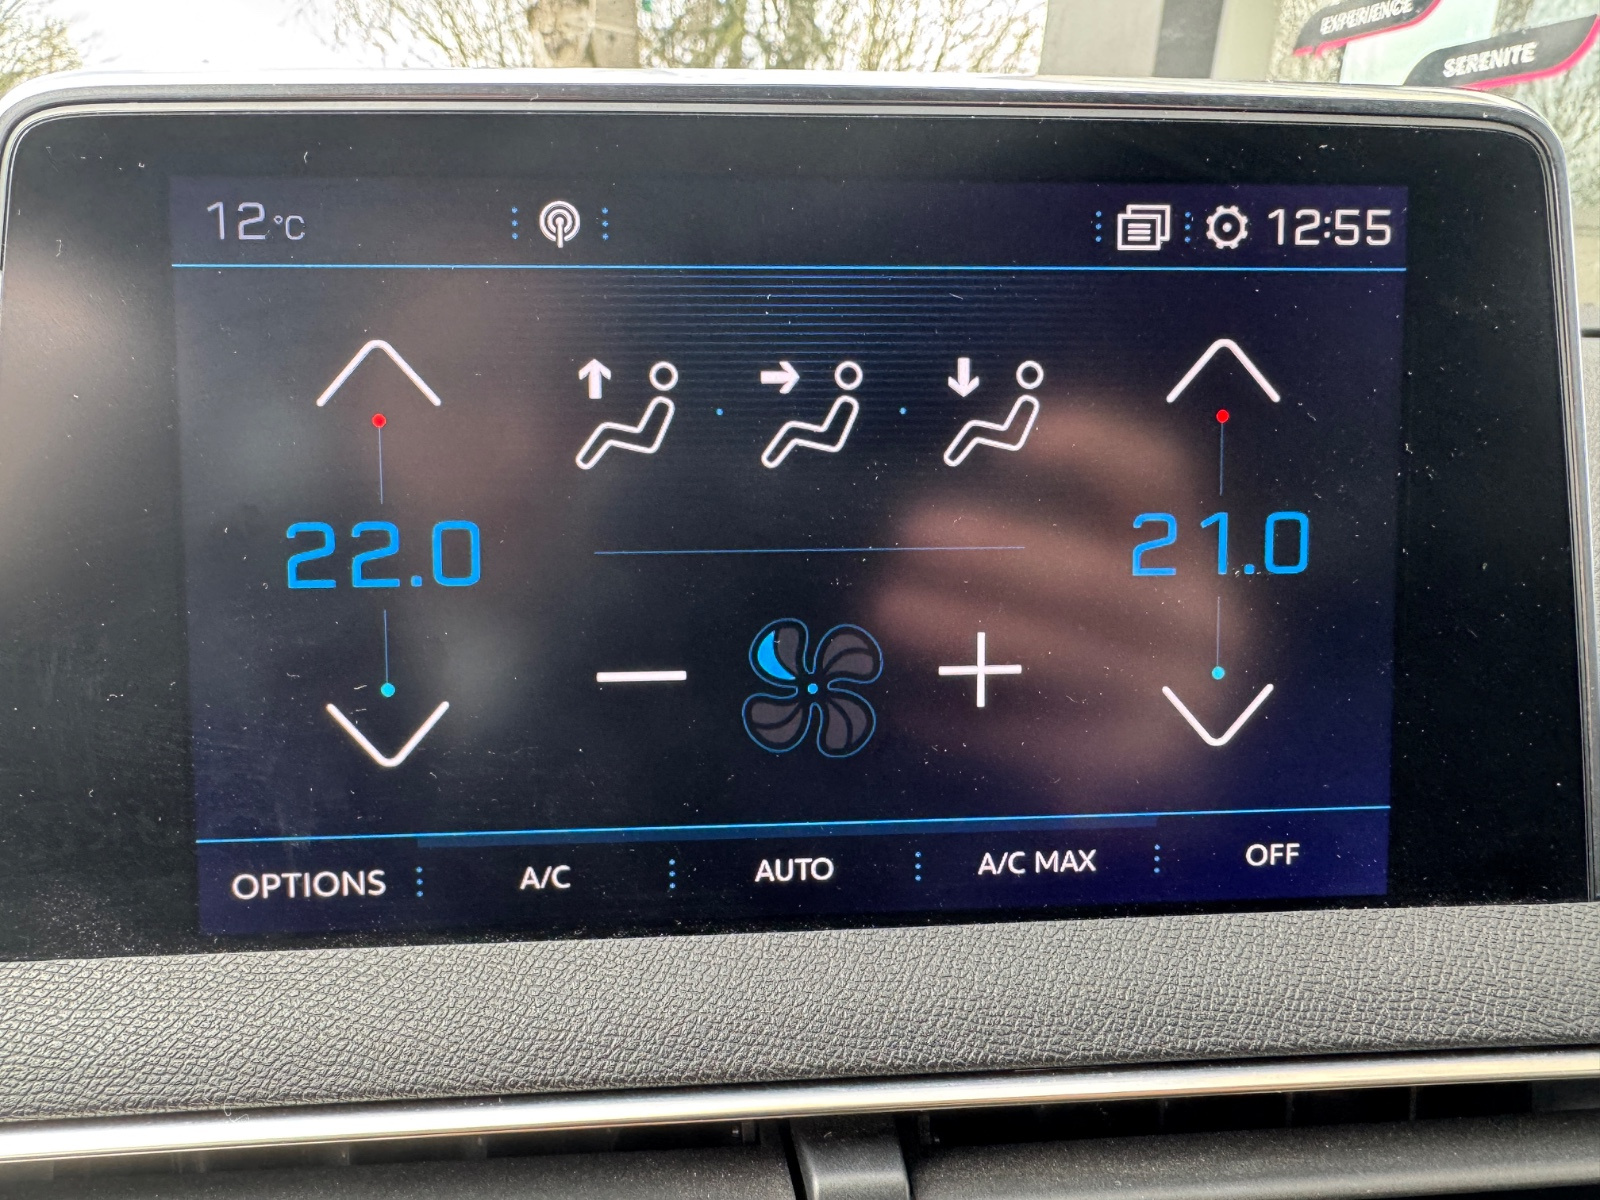 EXPERIENCE
SERENITE
12°C
12:55
22.0
21.0
OPTIONS
A/C
AUTO
A/C MAX
OFF